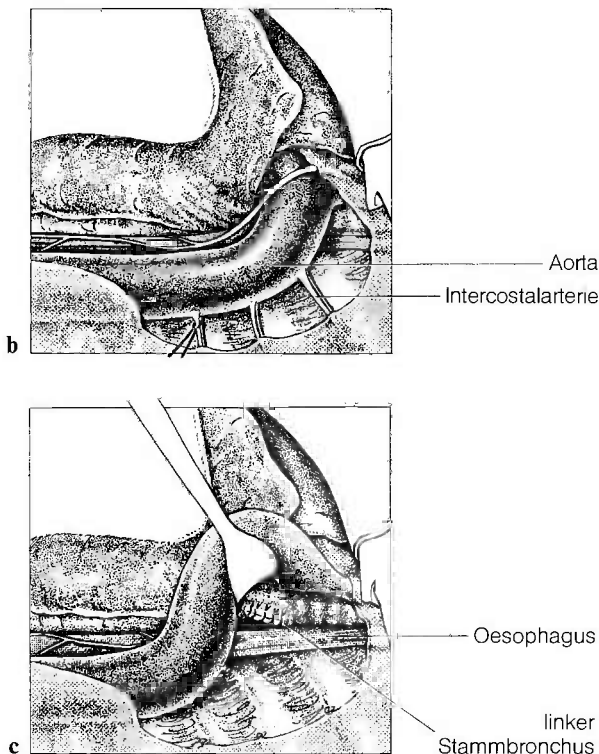 Aorta
Intercostalarterie
b
Oesophagus
linker
Stammbronchus
c